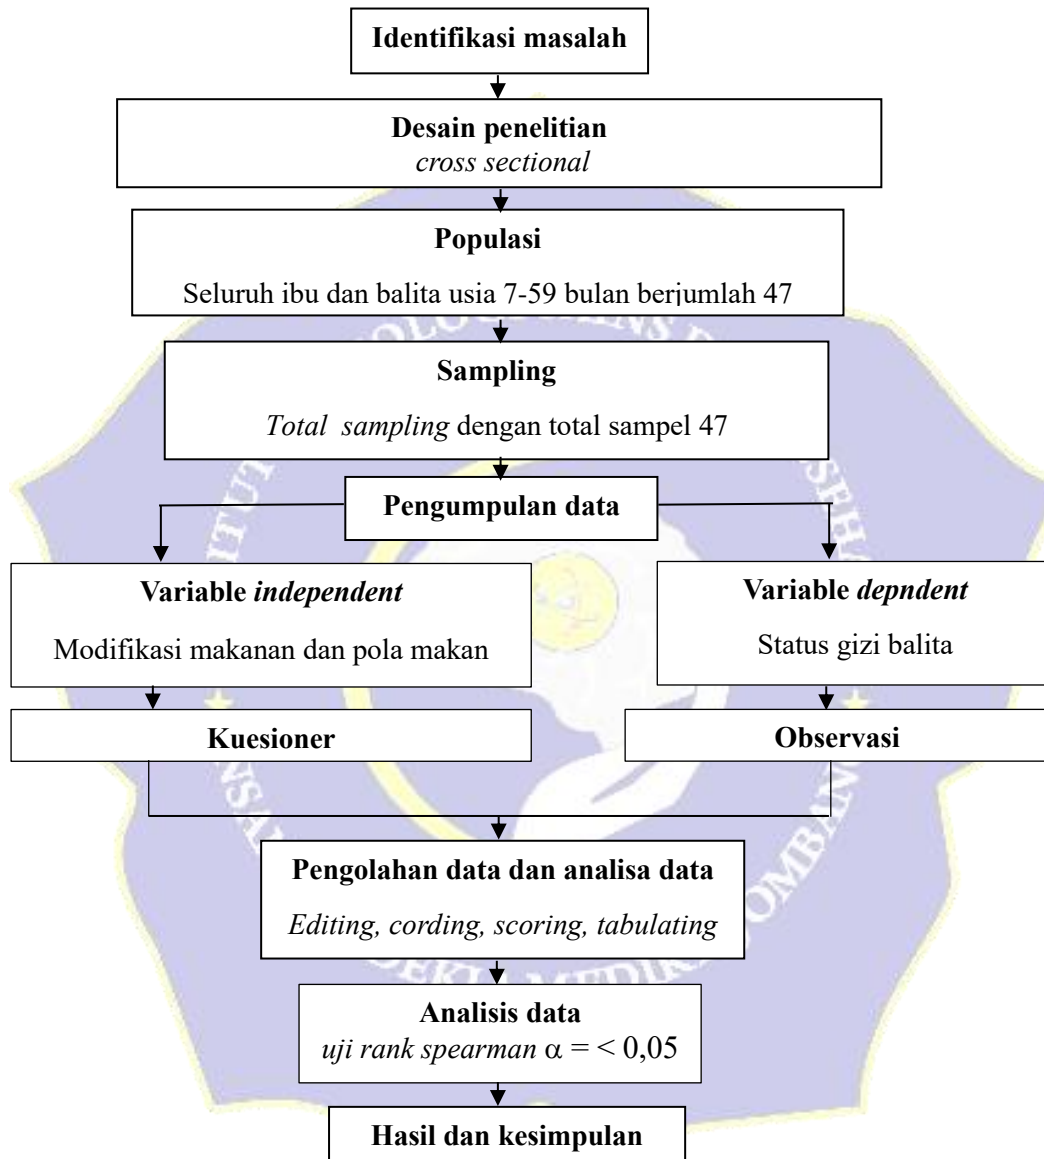 Identifikasi masalah
Desain penelitian
cross sectional
Populasi
Seluruh ibu dan balita usia 7-59 bulan berjumlah 47
Sampling
Total sampling dengan total sampel 47
Pengumpulan data
Variable independent
Modifikasi makanan dan pola makan
Variable depndent
Status gizi balita
Kuesioner
Observasi
Pengolahan data dan analisa data
Editing, cording, scoring, tabulating
Analisis data
uji rank spearman α = < 0,05
Hasil dan kesimpulan